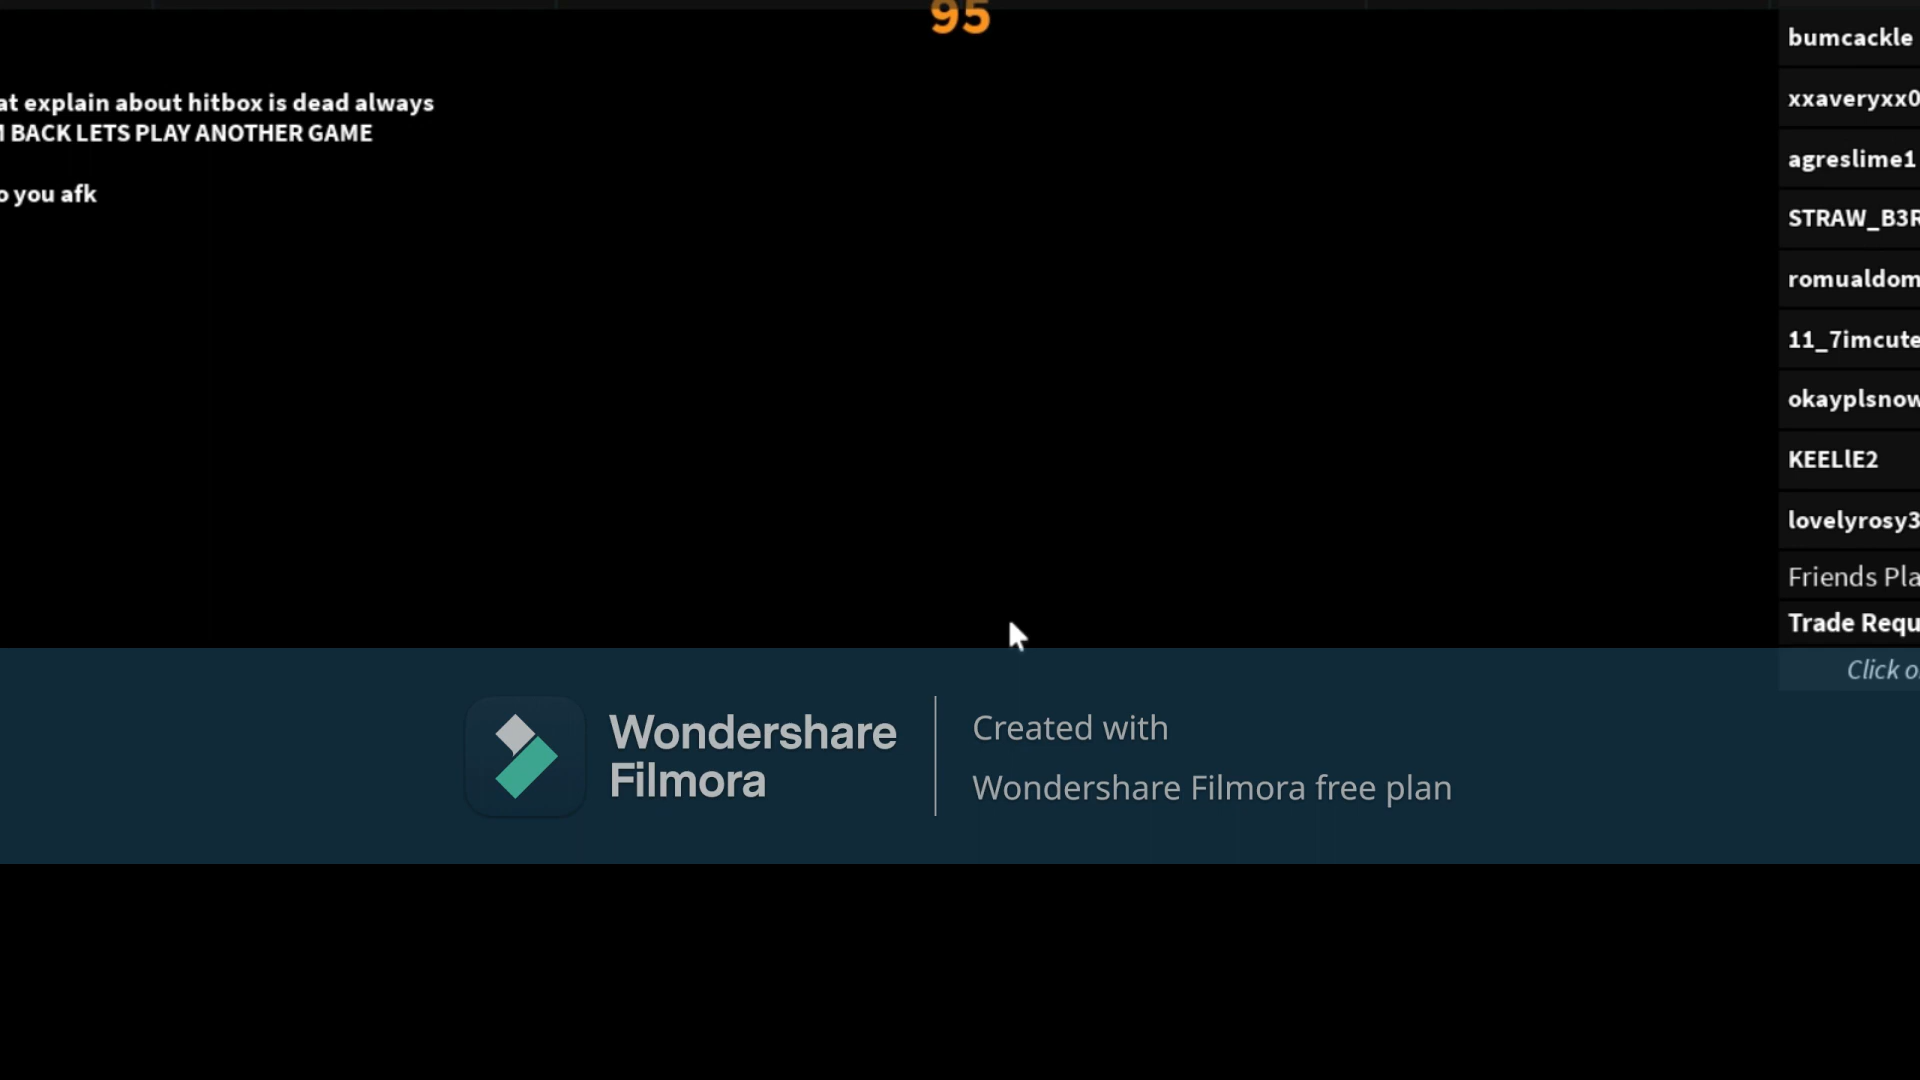 95
at explain about hitbox is dead always
M BACK LETS PLAY ANOTHER GAME
o you afk
bumcackle
xxaveryxx0
agreslime1
STRAW_B3R
romualdom
11_7imcute
okayplsnow
KEELlE2
lovelyrosy3
Friends Pla
Trade Requ
Click o
Wondershare
Filmora
Created with
Wondershare Filmora free plan